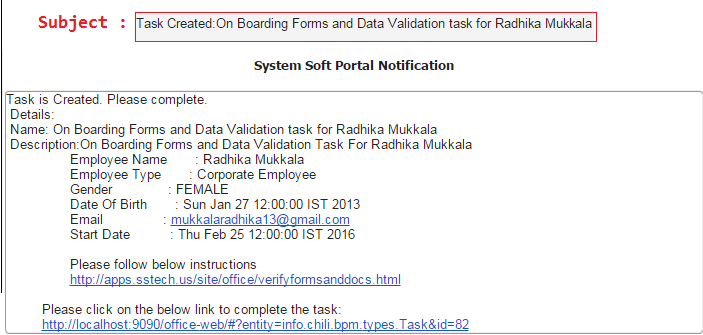 Subject : Task Created:On Boarding Forms and Data Validation task for Radhika Mukkala
System Soft Portal Notification
Task is Created. Please complete.
Details:
Name: On Boarding Forms and Data Validation task for Radhika Mukkala
Description:On Boarding Forms and Data Validation Task For Radhika Mukkala
Employee Name : Radhika Mukkala
Employee Type : Corporate Employee
Gender : FEMALE
Date Of Birth : Sun Jan 27 12:00:00 IST 2013
Email : mukkalaradhika13@gmail.com
Start Date : Thu Feb 25 12:00:00 IST 2016
Please follow below instructions
http://apps.sstech.us/site/office/verifyformsanddocs.html
Please click on the below link to complete the task:
http://localhost:9090/office-web/#?entity=info.chili.bpm.types.Task&id=82